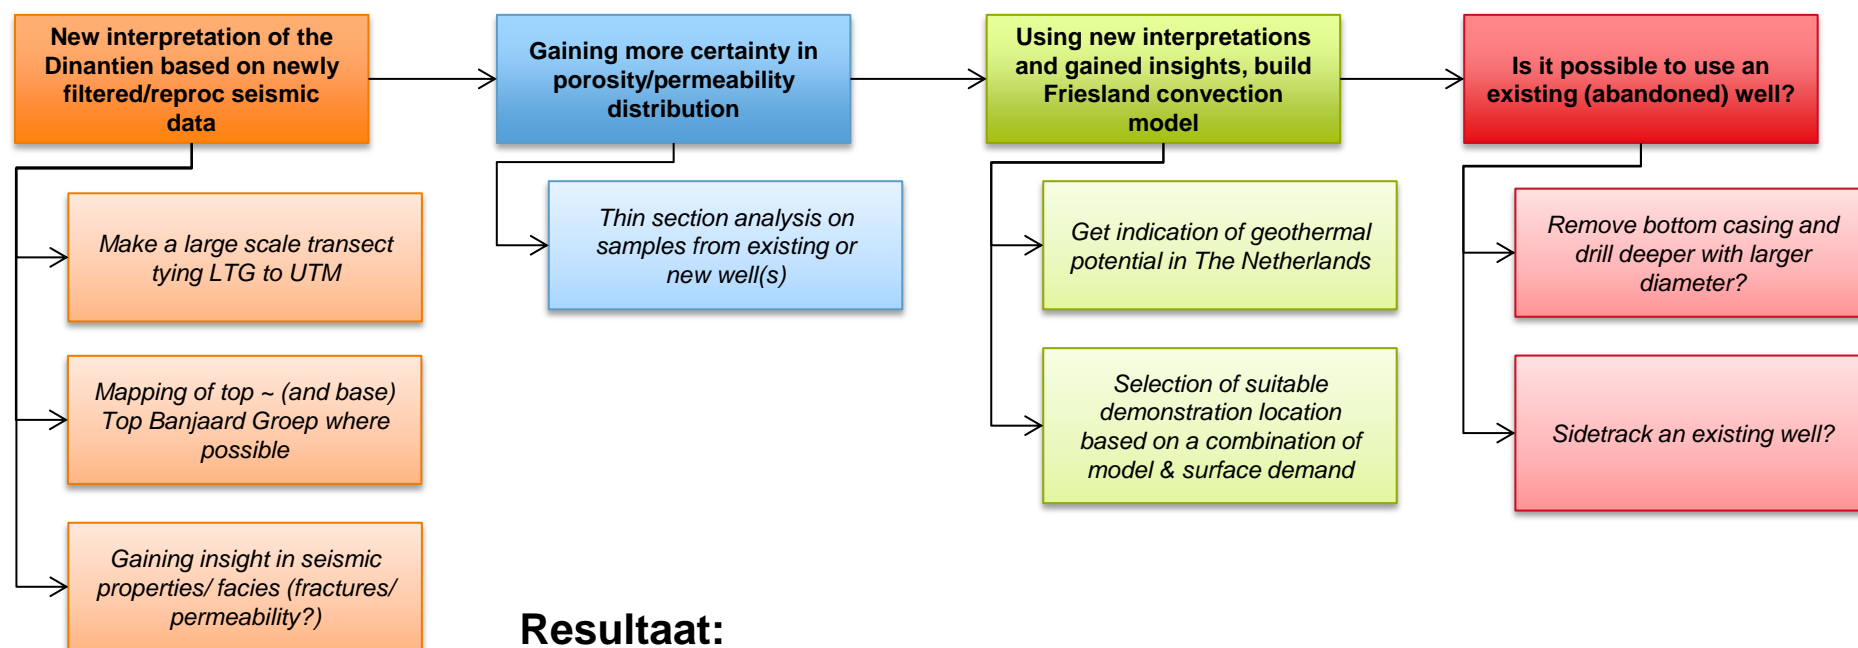 New interpretation of the
Dinantien based on newly
filtered/reproc seismic
data
Gaining more certainty in
porosity/permeability
distribution
Using new interpretations
and gained insights, build
Friesland convection
model
Is it possible to use an
existing (abandoned) well?
Make a large scale transect
tying LTG to UTM
Mapping of top ~ (and base)
Top Banjaard Groep where
possible
Gaining insight in seismic
properties/ facies (fractures/
permeability?)
Thin section analysis on
samples from existing or
new well(s)
Get indication of geothermal
potential in The Netherlands
Selection of suitable
demonstration location
based on a combination of
model & surface demand
Remove bottom casing and
drill deeper with larger
diameter?
Sidetrack an existing well?
Resultaat: